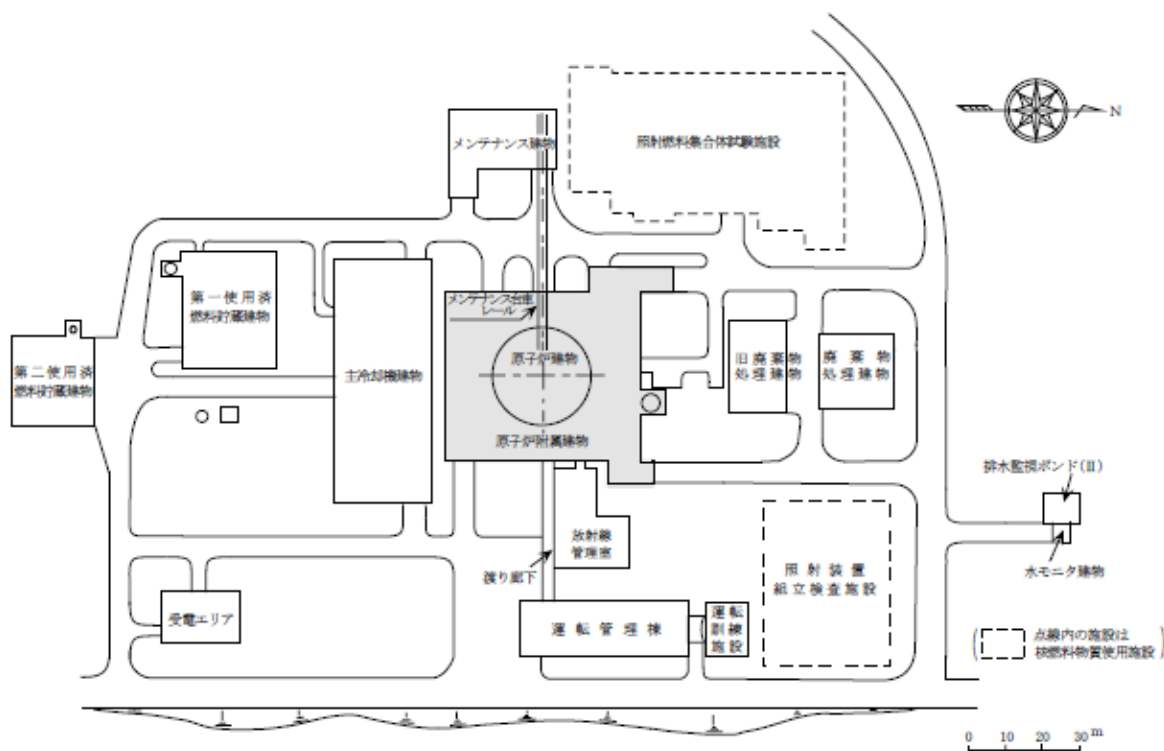 N
メンテナンス建物
照射燃料集合体試験施設
第一使用済
燃料貯蔵建物
メンテナンス台車
レール
第二使用済
燃料貯蔵建物
主冷却機建物
原子炉建物
旧廃棄物
処理建物
廃棄物
処理建物
原子炉附属建物
排水監視ポンド(Ⅱ)
放射線
管理室
渡り廊下
照射装置
組立検査施設
水モニタ建物
受電エリア
運転管理棟
運転
訓練
施設
点線内の施設は
核燃料物質使用施設
0 10 20 30 m